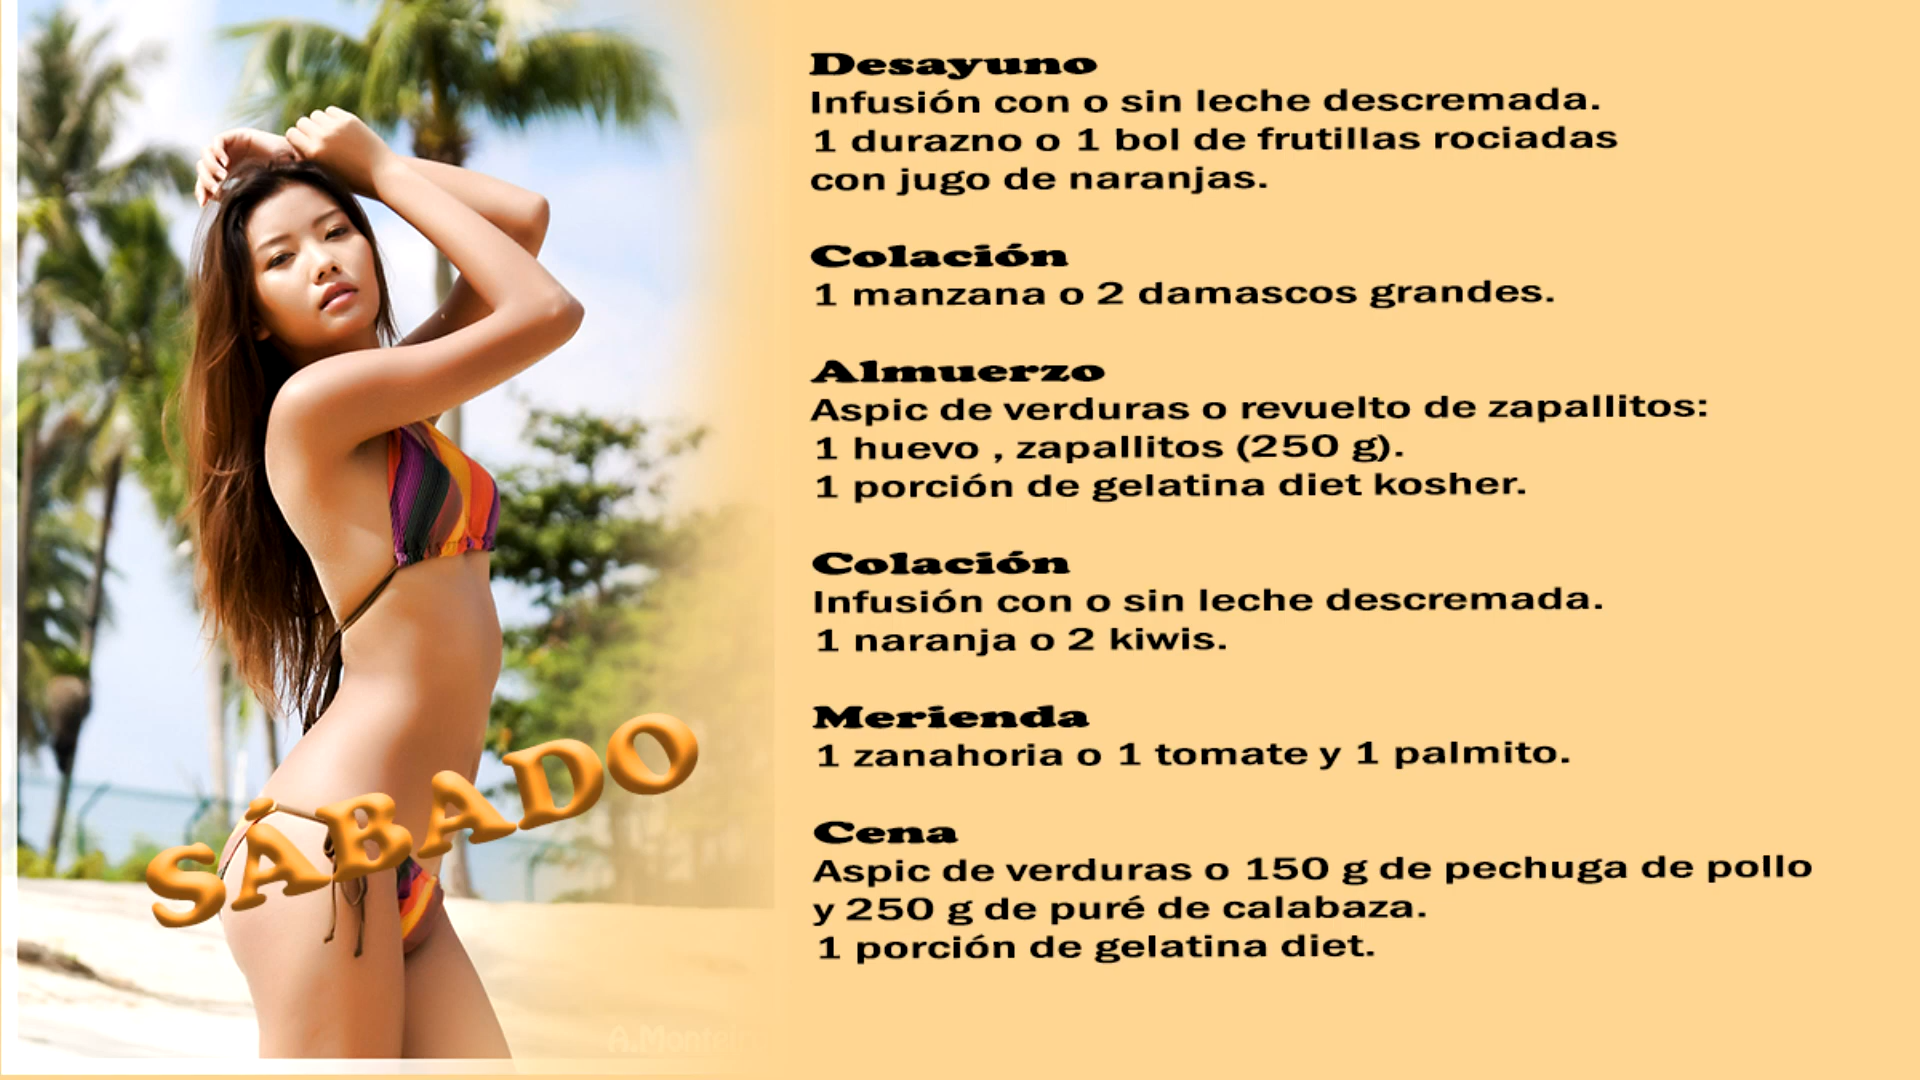 Desayuno
Infusión con o sin leche descremada.
1 durazno o 1 bol de frutillas rociadas
con jugo de naranjas.
Colación
1 manzana o 2 damascos grandes.
Almuerzo
Aspic de verduras o revuelto de zapallitos:
1 huevo , zapallitos (250 g).
1 porción de gelatina diet kosher.
Colación
Infusión con o sin leche descremada.
1 naranja o 2 kiwis.
Merienda
1 zanahoria o 1 tomate y 1 palmito.
Cena
Aspic de verduras o 150 g de pechuga de pollo
y 250 g de puré de calabaza.
1 porción de gelatina diet.
SÁBADO